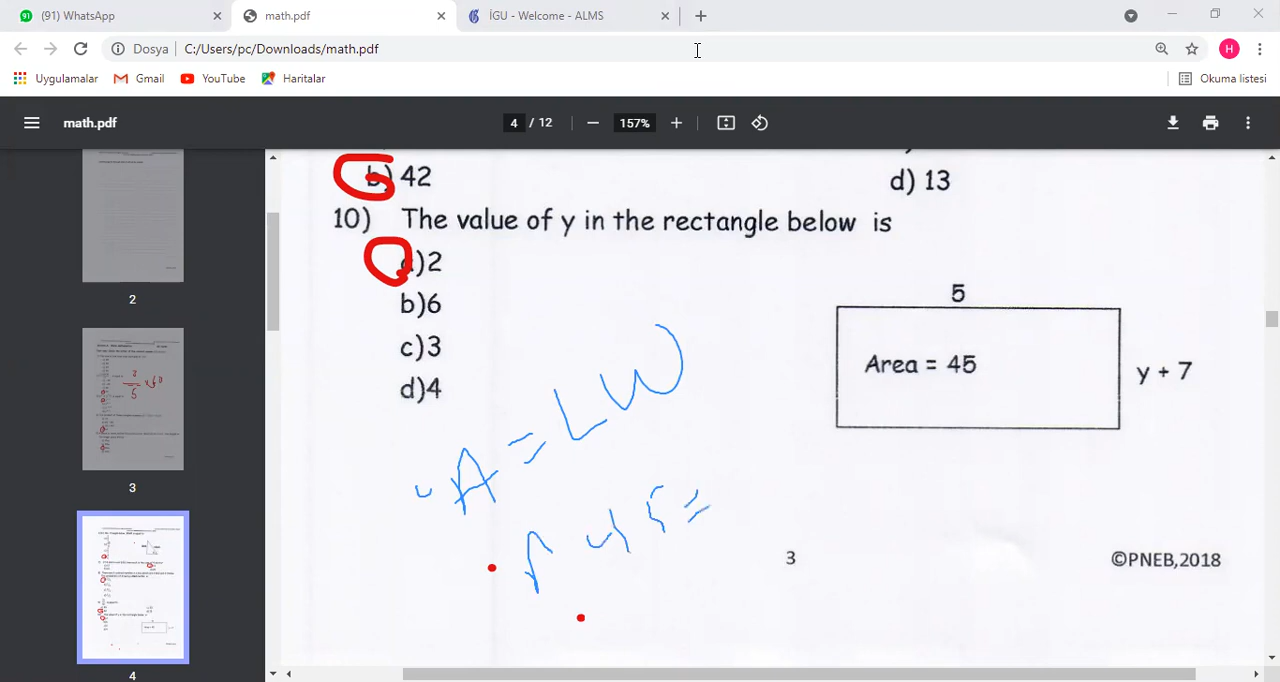 (91) WhatsApp
math.pdf
İGU - Welcome - ALMS
Dosya
C:/Users/pc/Downloads/math.pdf
H
Uygulamalar
Gmail
YouTube
Haritalar
Okuma listesi
math.pdf
4 / 12
157%
2
3
4
b) 42
d) 13
10) The value of y in the rectangle below is
a)2
b)6
c)3
d)4
5
Area = 45
y + 7
A = LW
A 45 =
3
©PNEB,2018